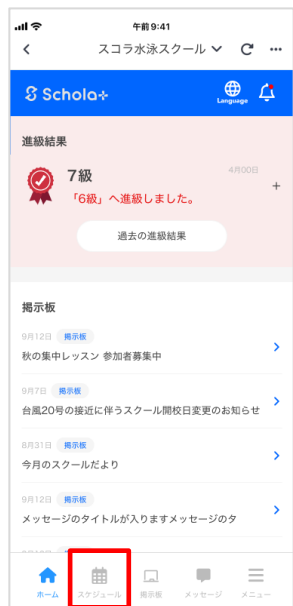 午前9:41
スコラ水泳スクール
Schola+
Language
進級結果
7級
4月00日
「6級」へ進級しました。
過去の進級結果
掲示板
9月12日 掲示板
秋の集中レッスン 参加者募集中
9月7日 掲示板
台風20号の接近に伴うスクール開校日変更のお知らせ
8月31日 掲示板
今月のスクールだより
9月12日 掲示板
メッセージのタイトルが入りますメッセージのタ
ホーム スケジュール 掲示板 メッセージ メニュー